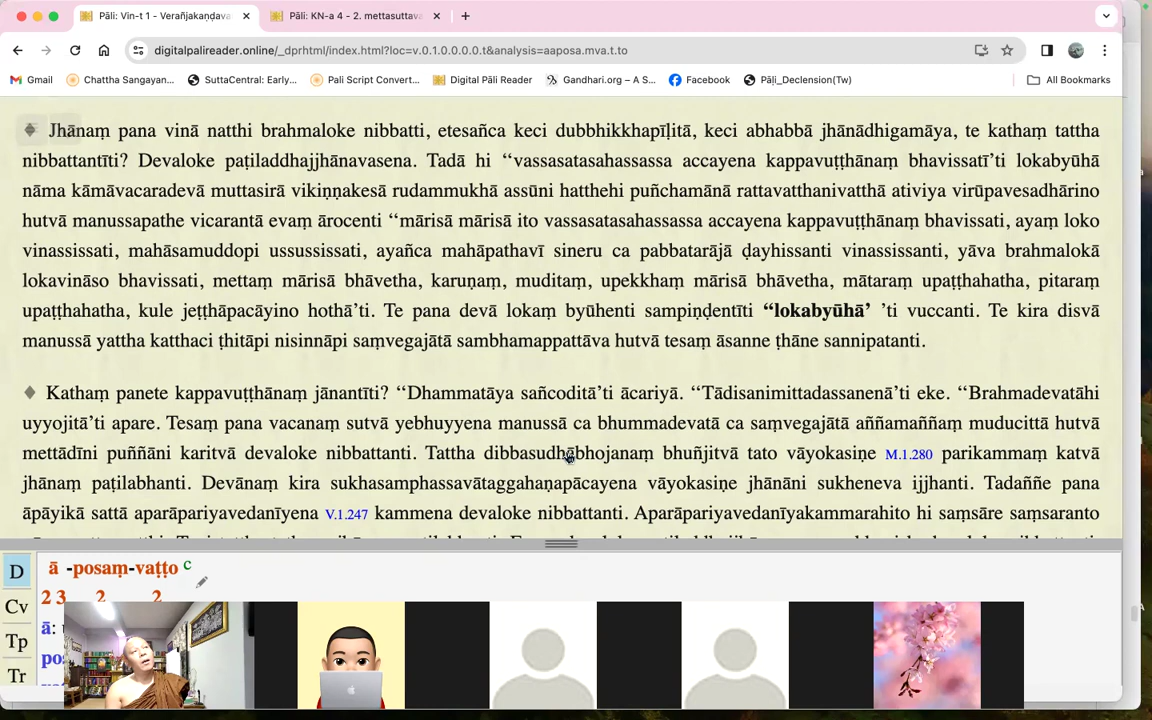 Pāli: Vin-t 1 - Verañjakaṇḍava
Pāli: KN-a 4 - 2. mettasuttava
digitalpalireader.online/_dprhtml/index.html?loc=v.0.1.0.0.0.0.t&analysis=aaposa.mva.t.to
Gmail
Chattha Sangayan...
SuttaCentral: Early...
Pali Script Convert...
Digital Pāli Reader
Gandhari.org – A S...
Facebook
Pāḷi_Declension(Tw)
All Bookmarks
Jhānaṃ pana vinā natthi brahmaloke nibbatti, etesañca keci dubbhikkhapīḷitā, keci abhabbā jhānādhigamāya, te kathaṃ tattha
nibbattantīti? Devaloke paṭiladdhajjhānavasena. Tadā hi ‘‘vassasatasahassassa accayena kappavuṭṭhānaṃ bhavissatī’ti lokabyūhā
nāma kāmāvacaradevā muttasirā vikiṇṇakesā rudammukhā assūni hatthehi puñchamānā rattavatthanivatthā ativiya virūpavesadhārino
hutvā manussapathe vicarantā evaṃ ārocenti ‘‘mārisā mārisā ito vassasatasahassassa accayena kappavuṭṭhānaṃ bhavissati, ayaṃ loko
vinassissati, mahāsamuddopi ussussissati, ayañca mahāpathavī sineru ca pabbatarājā ḍayhissanti vinassissanti, yāva brahmalokā
lokavināso bhavissati, mettaṃ mārisā bhāvetha, karuṇaṃ, muditaṃ, upekkhaṃ mārisā bhāvetha, mātaraṃ upaṭṭhahatha, pitaraṃ
upaṭṭhahatha, kule jeṭṭhāpacāyino hothā’ti. Te pana devā lokaṃ byūhenti sampiṇḍentīti ‘‘lokabyūhā’ ’ti vuccanti. Te kira disvā
manussā yattha katthaci ṭhitāpi nisinnāpi saṃvegajātā sambhamappattāva hutvā tesaṃ āsanne ṭhāne sannipatanti.
Kathaṃ panete kappavuṭṭhānaṃ jānantīti? ‘‘Dhammatāya sañcoditā’ti ācariyā. ‘‘Tādisanimittadassanenā’ti eke. ‘‘Brahmadevatāhi
uyyojitā’ti apare. Tesaṃ pana vacanaṃ sutvā yebhuyyena manussā ca bhummadevatā ca saṃvegajātā aññamaññaṃ muducittā hutvā
mettādīni puññāni karitvā devaloke nibbattanti. Tattha dibbasudhābhojanaṃ bhuñjitvā tato vāyokasiṇe M.1.280 parikammaṃ katvā
jhānaṃ paṭilabhanti. Devānaṃ kira sukhasamphassavātaggahaṇapācayena vāyokasiṇe jhānāni sukheneva ijjhanti. Tadaññe pana
āpāyikā sattā aparāpariyavedanīyena V.1.247 kammena devaloke nibbattanti. Aparāpariyavedanīyakammarahito hi saṃsāre saṃsaranto
D
Cv
Tp
Tr
ā -posaṃ-vaṭṭo c
2 3 2 2
ā:
po